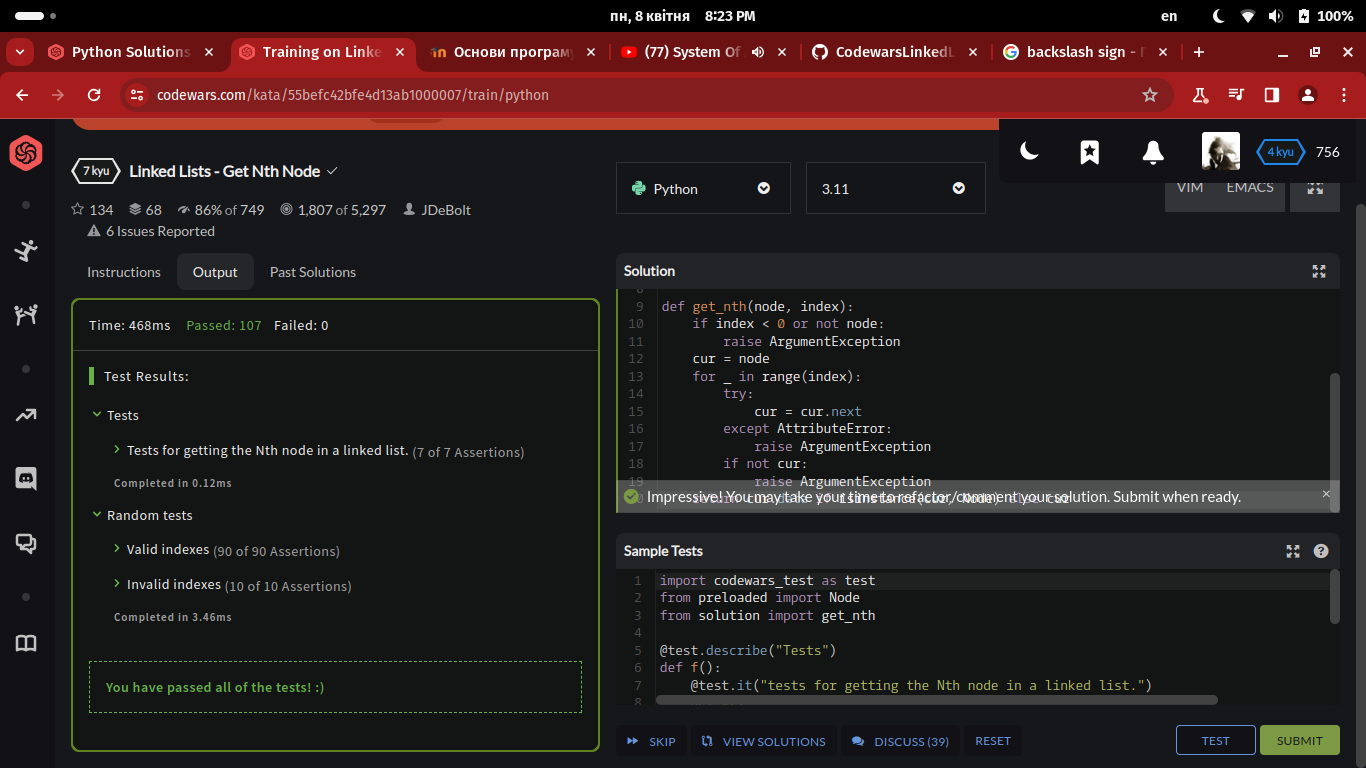 пн, 8 квітня 8:23 PM
en
100%
Python Solutions
Training on Linke
Основи програм
(77) System Of
CodewarsLinkedL
backslash sign -
codewars.com/kata/55befc42bfe4d13ab1000007/train/python
7 kyu
Linked Lists - Get Nth Node
134
68
86% of 749
1,807 of 5,297
JDeBolt
6 Issues Reported
Python
3.11
4 kyu
756
VIM
EMACS
Instructions
Output
Past Solutions
Time: 468ms
Passed: 107
Failed: 0
Test Results:
Tests
Tests for getting the Nth node in a linked list. (7 of 7 Assertions)
Completed in 0.12ms
Random tests
Valid indexes (90 of 90 Assertions)
Invalid indexes (10 of 10 Assertions)
Completed in 3.46ms
You have passed all of the tests! :)
Solution
8
9 def get_nth(node, index):
10 if index < 0 or not node:
11 raise ArgumentException
12 cur = node
13 for _ in range(index):
14 try:
15 cur = cur.next
16 except AttributeError:
17 raise ArgumentException
18 if not cur:
19 raise ArgumentException
Impressive! You may take your time to refactor/comment your solution. Submit when ready.
Sample Tests
1 import codewars_test as test
2 from preloaded import Node
3 from solution import get_nth
4
5 @test.describe("Tests")
6 def f():
7 @test.it("tests for getting the Nth node in a linked list.")
8
SKIP
VIEW SOLUTIONS
DISCUSS (39)
RESET
TEST
SUBMIT